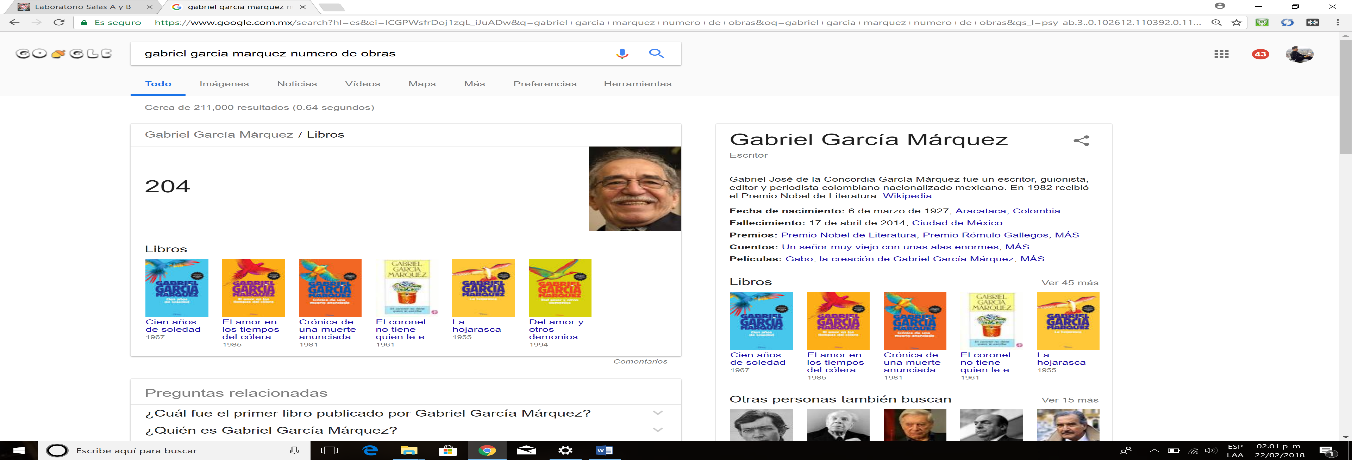 Laboratorio Salas A y B
gabriel garcia marquez n
Es seguro
gabriel garcia marquez numero de obras
43
Todo
Imágenes
Noticias
Vídeos
Maps
Más
Preferencias
Herramientas
Cerca de 211,000 resultados (0.64 segundos)
Gabriel García Márquez / Libros
204
Libros
Cien años
de soledad
1967
El amor en
los tiempos
del cólera
1985
Crónica de
una muerte
anunciada
1981
El coronel
no tiene
quien le e
1961
La
hojarasca
1955
Del amor y
otros
demonios
1994
Comentarios
Preguntas relacionadas
¿Cuál fue el primer libro publicado por Gabriel García Márquez?
¿Quién es Gabriel García Márquez?
Gabriel García Márquez
Escritor
Gabriel José de la Concordia García Márquez fue un escritor, guionista,
editor y periodista colombiano nacionalizado mexicano. En 1982 recibió
el Premio Nobel de Literatura. Wikipedia
Fecha de nacimiento: 6 de marzo de 1927, Aracataca, Colombia
Fallecimiento: 17 de abril de 2014, Ciudad de México
Premios: Premio Nobel de Literatura, Premio Rómulo Gallegos, MÁS
Cuentos: Un señor muy viejo con unas alas enormes, MÁS
Películas: Gabo, la creación de Gabriel García Márquez, MÁS
Libros
Ver 45 más
Cien años
de soledad
1967
El amor en
los tiempos
del cólera
1985
Crónica de
una muerte
anunciada
1981
El coronel
no tiene
quien le e
1961
La
hojarasca
1955
Otras personas también buscan
Ver 15 más
Escribe aquí para buscar
ESP
LAA
02:01 p. m.
22/02/2018